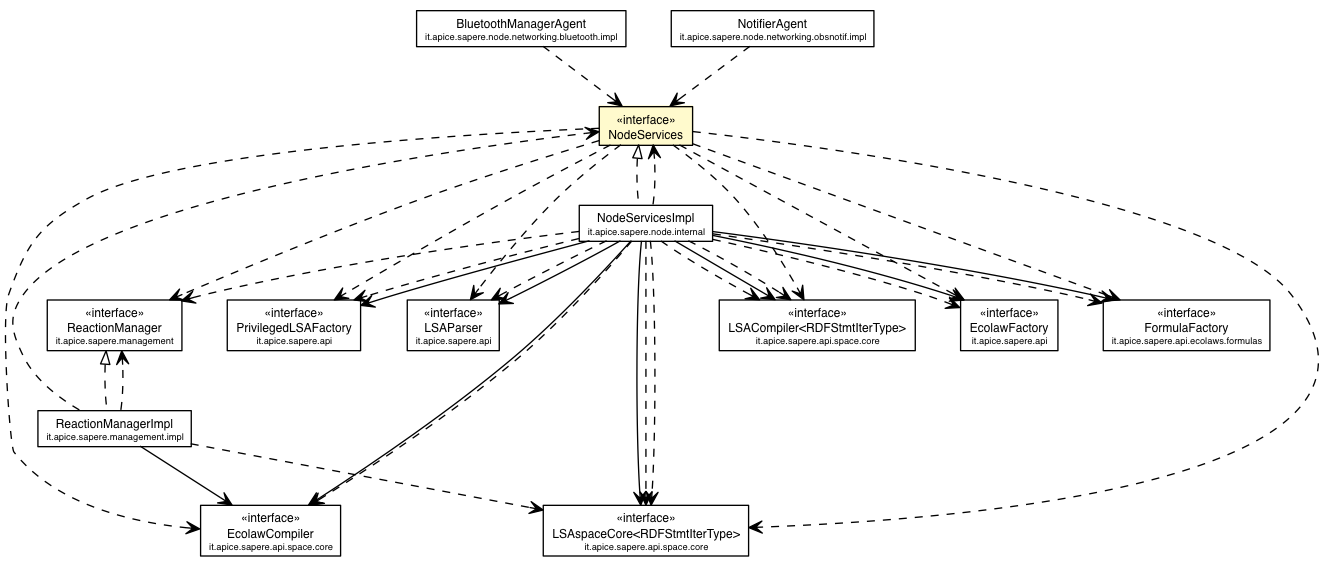 BluetoothManagerAgent
it.apice.sapere.node.networking.bluetooth.impl
NotifierAgent
it.apice.sapere.node.networking.obsnotif.impl
«interface»
NodeServices
NodeServicesImpl
it.apice.sapere.node.internal
«interface»
ReactionManager
it.apice.sapere.management
«interface»
PrivilegedLSAFactory
it.apice.sapere.api
«interface»
LSAParser
it.apice.sapere.api
«interface»
LSACompiler<RDFStmtIterType>
it.apice.sapere.api.space.core
«interface»
EcolawFactory
it.apice.sapere.api
«interface»
FormulaFactory
it.apice.sapere.api.ecolaws.formulas
ReactionManagerImpl
it.apice.sapere.management.impl
«interface»
EcolawCompiler
it.apice.sapere.api.space.core
«interface»
LSAspaceCore<RDFStmtIterType>
it.apice.sapere.api.space.core